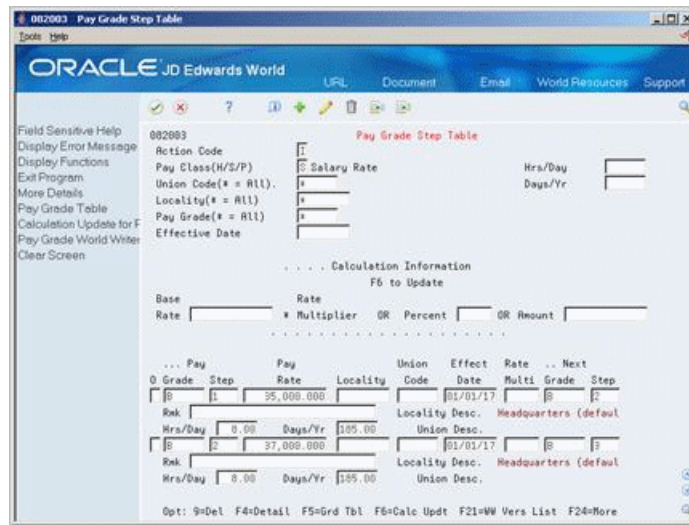 082003 Pay Grade Step Table
Tools Help
ORACLE JD Edwards World
URL Document Email World Resources Support
Field Sensitive Help
Display Error Message
Display Functions
Exit Program
More Details
Pay Grade Table
Calculation Update for P
Pay Grade World Writer
Clear Screen
082003 Pay Grade Step Table
Action Code I
Pay Class(H/S/P) S Salary Rate Hrs/Day
Union Code(* = All). * Days/Yr
Locality(* = All) *
Pay Grade(* = All) *
Effective Date
. . . . Calculation Information
F6 to Update
Base Rate
Rate * Multiplier OR Percent OR Amount
. . . . . . . . . . . . . . . . . . . . .
... Pay Pay Union Effect Rate .. Next
O Grade Step Rate Locality Code Date Multi Grade Step
B 1 35,000.000 01/01/17 B 2
Rmk Locality Desc. Headquarters (defaul
Hrs/Day 8.00 Days/Yr 185.00 Union Desc.
B 2 37,000.000 01/01/17 B 3
Rmk Locality Desc. Headquarters (defaul
Hrs/Day 8.00 Days/Yr 185.00 Union Desc.
Opt: 9=Del F4=Detail F5=Grd Tbl F6=Calc Updt F21=WW Vers List F24=More